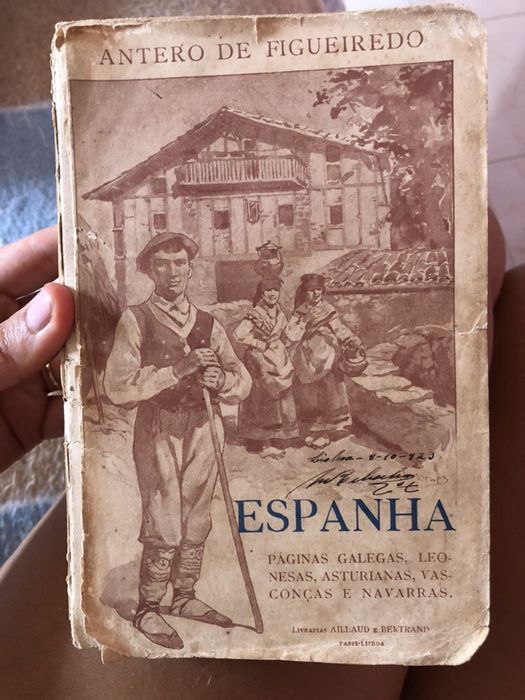 ANTERO DE FIGUEIREDO
Lisboa - 8-10-923
ESPANHA
PÁGINAS GALEGAS, LEO-
NESAS, ASTURIANAS, VAS-
CONÇAS E NAVARRAS.
LIVRARIAS AILLAUD E BERTRAND
PARIS-LISBOA